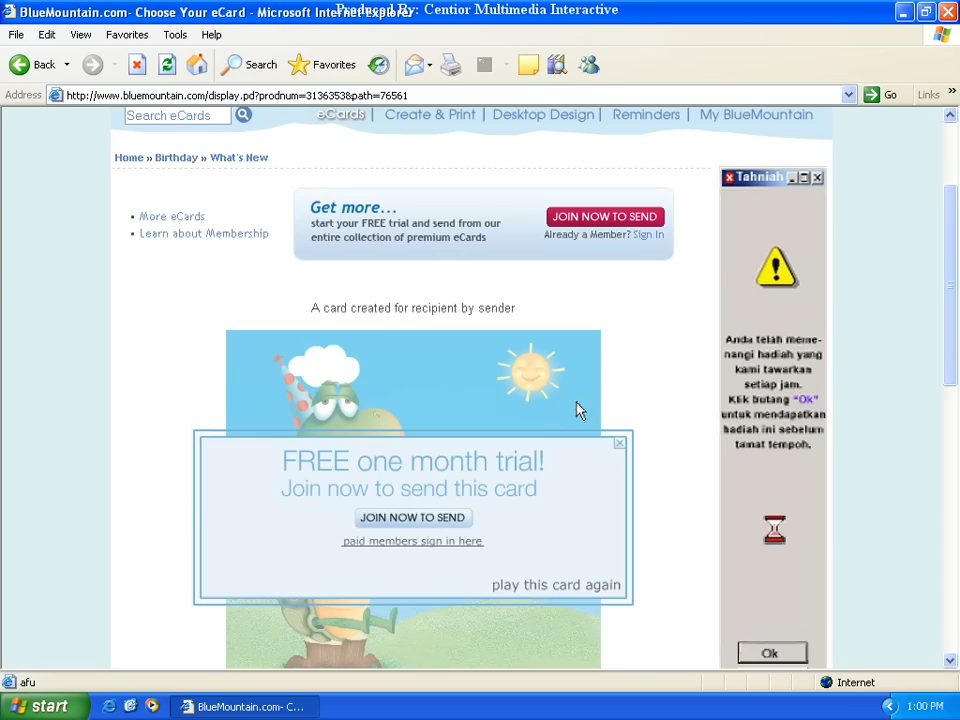 BlueMountain.com- Choose Your eCard - Microsoft Internet Explorer
Produced By: Centior Multimedia Interactive
File Edit View Favorites Tools Help
Back Search Favorites
Address http://www.bluemountain.com/display.pd?prodnum=3136353&path=76561 Go Links »
Search eCards eCards | Create & Print | Desktop Design | Reminders | My BlueMountain
Home » Birthday » What's New
Tahniah
• More eCards
• Learn about Membership
Get more...
start your FREE trial and send from our
entire collection of premium eCards
JOIN NOW TO SEND
Already a Member? Sign In
A card created for recipient by sender
FREE one month trial!
Join now to send this card
JOIN NOW TO SEND
paid members sign in here
play this card again
Anda telah meme-
nangi hadiah yang
kami tawarkan
setiap jam.
Klik butang "Ok"
untuk mendapatkan
hadiah ini sebelum
tamat tempoh.
Ok
afu
Internet
start
BlueMountain.com- C...
1:00 PM